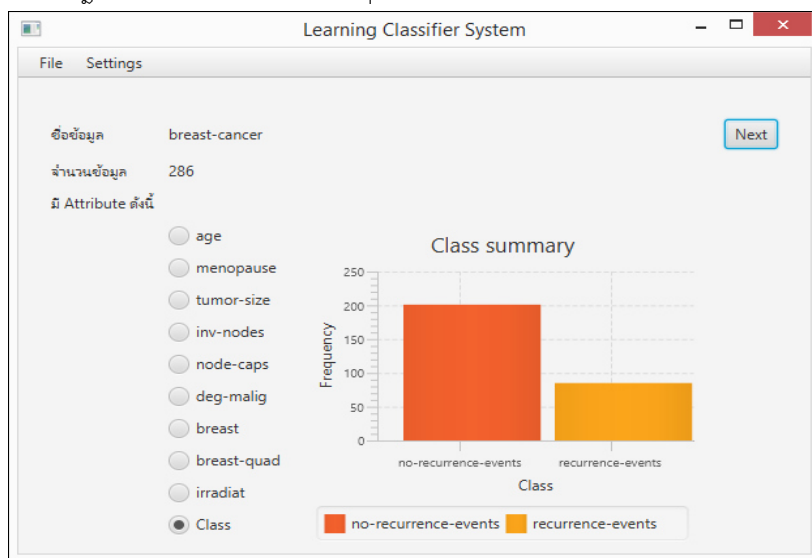 Learning Classifier System
File Settings
ชื่อข้อมูล breast-cancer Next
จำนวนข้อมูล 286
มี Attribute ดังนี้
age
menopause
tumor-size
inv-nodes
node-caps
deg-malig
breast
breast-quad
irradiat
Class
Class summary
Frequency
250
200
150
100
50
0
no-recurrence-events recurrence-events
Class
no-recurrence-events recurrence-events